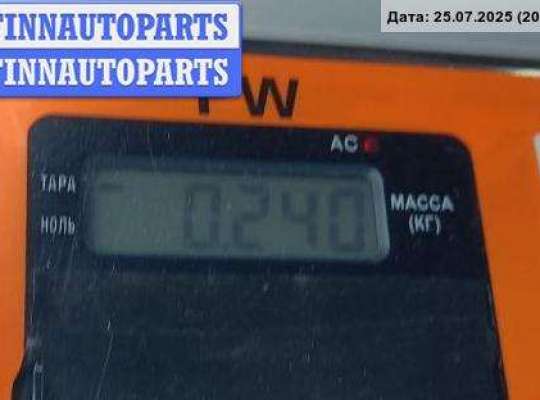 FINNAUTOPARTS
FINNAUTOPARTS
Дата: 25.07.2025 (20
TW
AC
ТАРА
НОЛЬ
0.240
МАССА
(КГ)